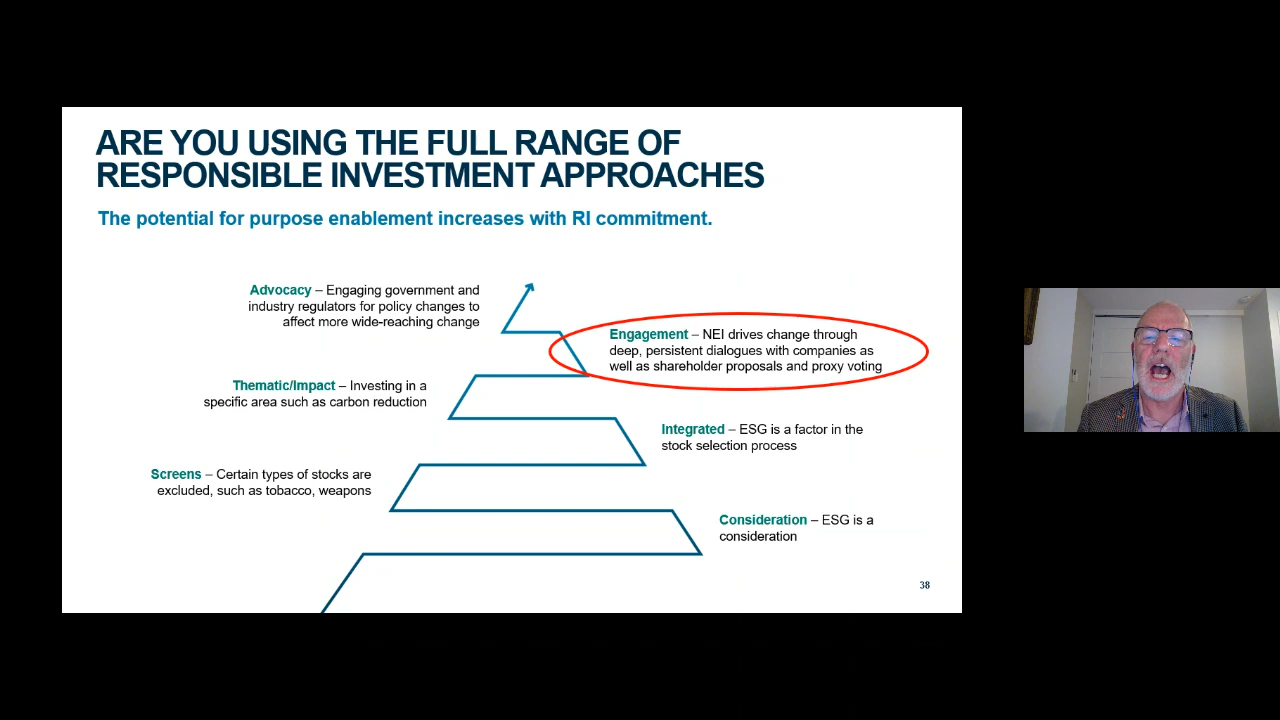 ARE YOU USING THE FULL RANGE OF
RESPONSIBLE INVESTMENT APPROACHES
The potential for purpose enablement increases with RI commitment.
Advocacy – Engaging government and
industry regulators for policy changes to
affect more wide-reaching change
Engagement – NEI drives change through
deep, persistent dialogues with companies as
well as shareholder proposals and proxy voting
Thematic/Impact – Investing in a
specific area such as carbon reduction
Integrated – ESG is a factor in the
stock selection process
Screens – Certain types of stocks are
excluded, such as tobacco, weapons
Consideration – ESG is a
consideration
38